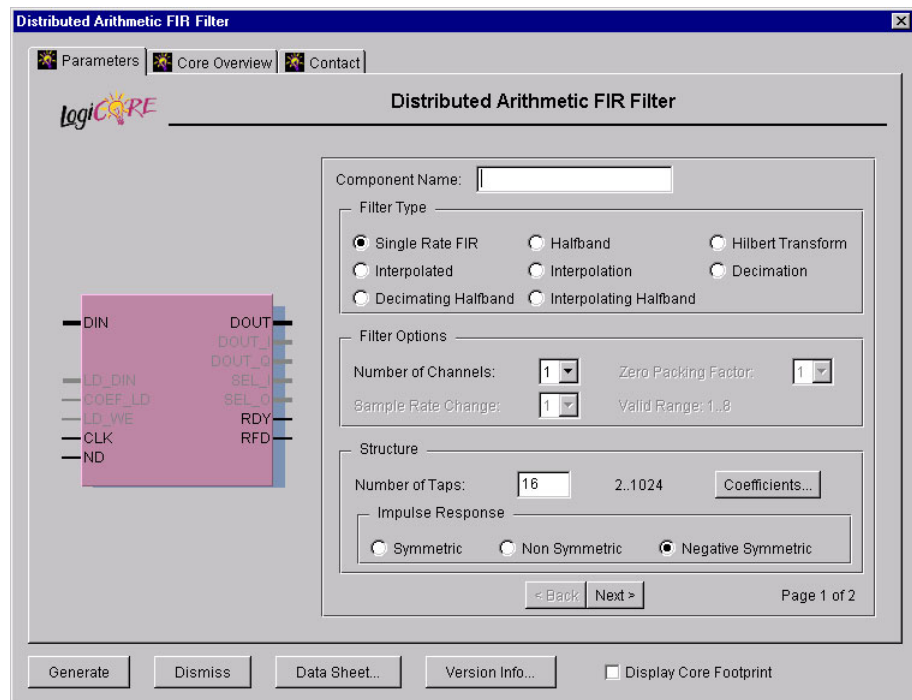 Distributed Arithmetic FIR Filter
Parameters Core Overview Contact
LogiCORE
Distributed Arithmetic FIR Filter
Component Name:
Filter Type
Single Rate FIR Halfband Hilbert Transform
Interpolated Interpolation Decimation
Decimating Halfband Interpolating Halfband
DIN DOUT
DOUT_I
DOUT_Q
LD_DIN SEL_I
COEF_LD SEL_O
LD_WE RDY
CLK RFD
ND
Filter Options
Number of Channels: 1 Zero Packing Factor: 1
Sample Rate Change: 1 Valid Range: 1..8
Structure
Number of Taps: 16 2..1024 Coefficients...
Impulse Response
Symmetric Non Symmetric Negative Symmetric
< Back Next > Page 1 of 2
Generate Dismiss Data Sheet... Version Info... Display Core Footprint